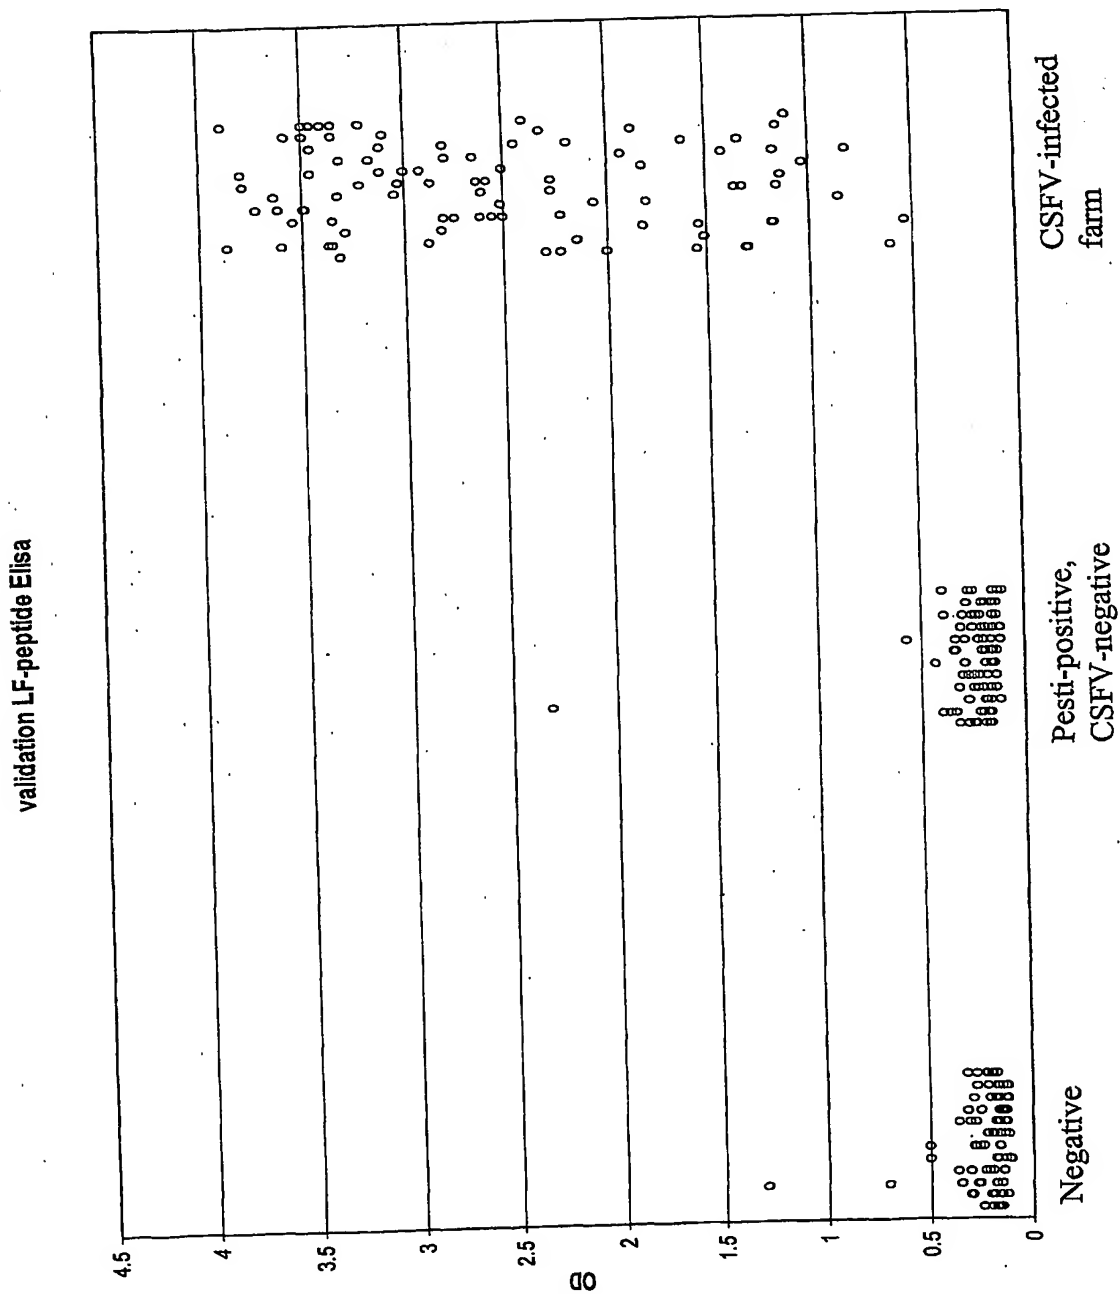 validation LF-peptide Elisa
4.5
4
3.5
3
2.5
2
1.5
1
0.5
0
OD
Negative
Pesti-positive,
CSFV-negative
CSFV-infected
farm